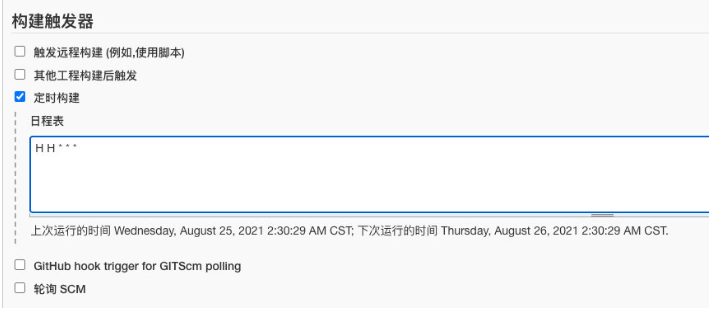 构建触发器
触发远程构建 (例如,使用脚本)
其他工程构建后触发
定时构建
日程表
H H * * *
上次运行的时间 Wednesday, August 25, 2021 2:30:29 AM CST; 下次运行的时间 Thursday, August 26, 2021 2:30:29 AM CST.
GitHub hook trigger for GITScm polling
轮询 SCM